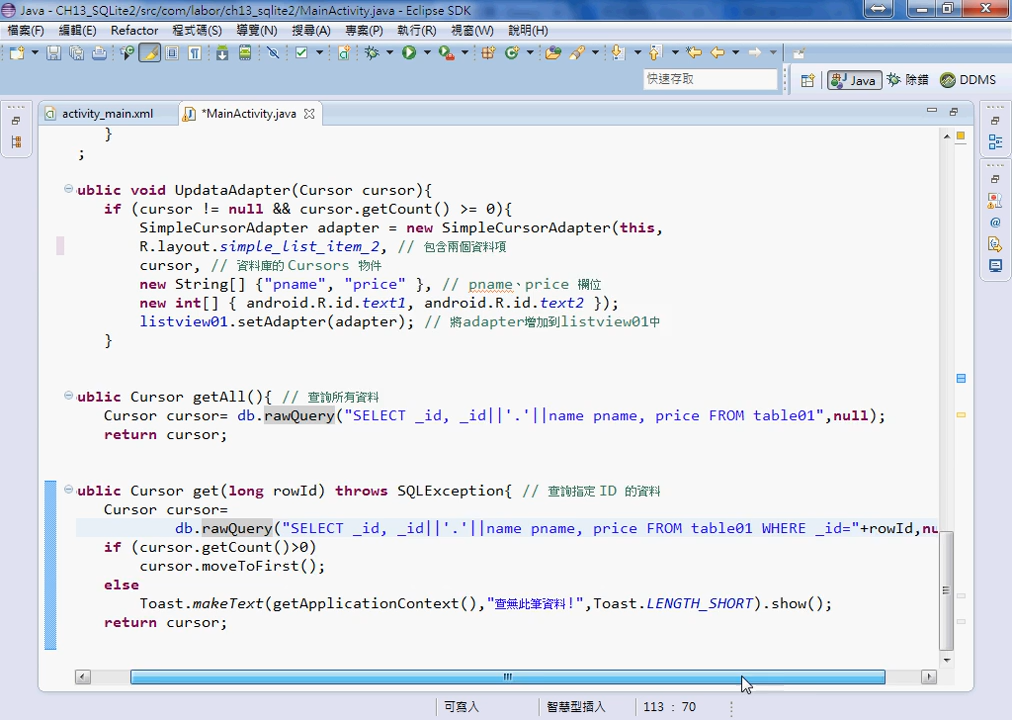 Java - CH13_SQLite2/src/com/labor/ch13_sqlite2/MainActivity.java - Eclipse SDK
檔案(F) 編輯(E) Refactor 程式碼(S) 導覽(N) 搜尋(A) 專案(P) 執行(R) 視窗(W) 說明(H)
快速存取
Java 除錯 DDMS
activity_main.xml *MainActivity.java
}
;
ublic void UpdataAdapter(Cursor cursor){
if (cursor != null && cursor.getCount() >= 0){
SimpleCursorAdapter adapter = new SimpleCursorAdapter(this,
R.layout.simple_list_item_2, // 包含兩個資料項
cursor, // 資料庫的 Cursors 物件
new String[] {"pname", "price" }, // pname、price 欄位
new int[] { android.R.id.text1, android.R.id.text2 });
listview01.setAdapter(adapter); // 將adapter增加到listview01中
}
ublic Cursor getAll(){ // 查詢所有資料
Cursor cursor= db.rawQuery("SELECT _id, _id||'.'||name pname, price FROM table01",null);
return cursor;
ublic Cursor get(long rowId) throws SQLException{ // 查詢指定 ID 的資料
Cursor cursor=
db.rawQuery("SELECT _id, _id||'.'||name pname, price FROM table01 WHERE _id="+rowId,nu
if (cursor.getCount()>0)
cursor.moveToFirst();
else
Toast.makeText(getApplicationContext(),"查無此筆資料!",Toast.LENGTH_SHORT).show();
return cursor;
可寫入 智慧型插入 113 : 70